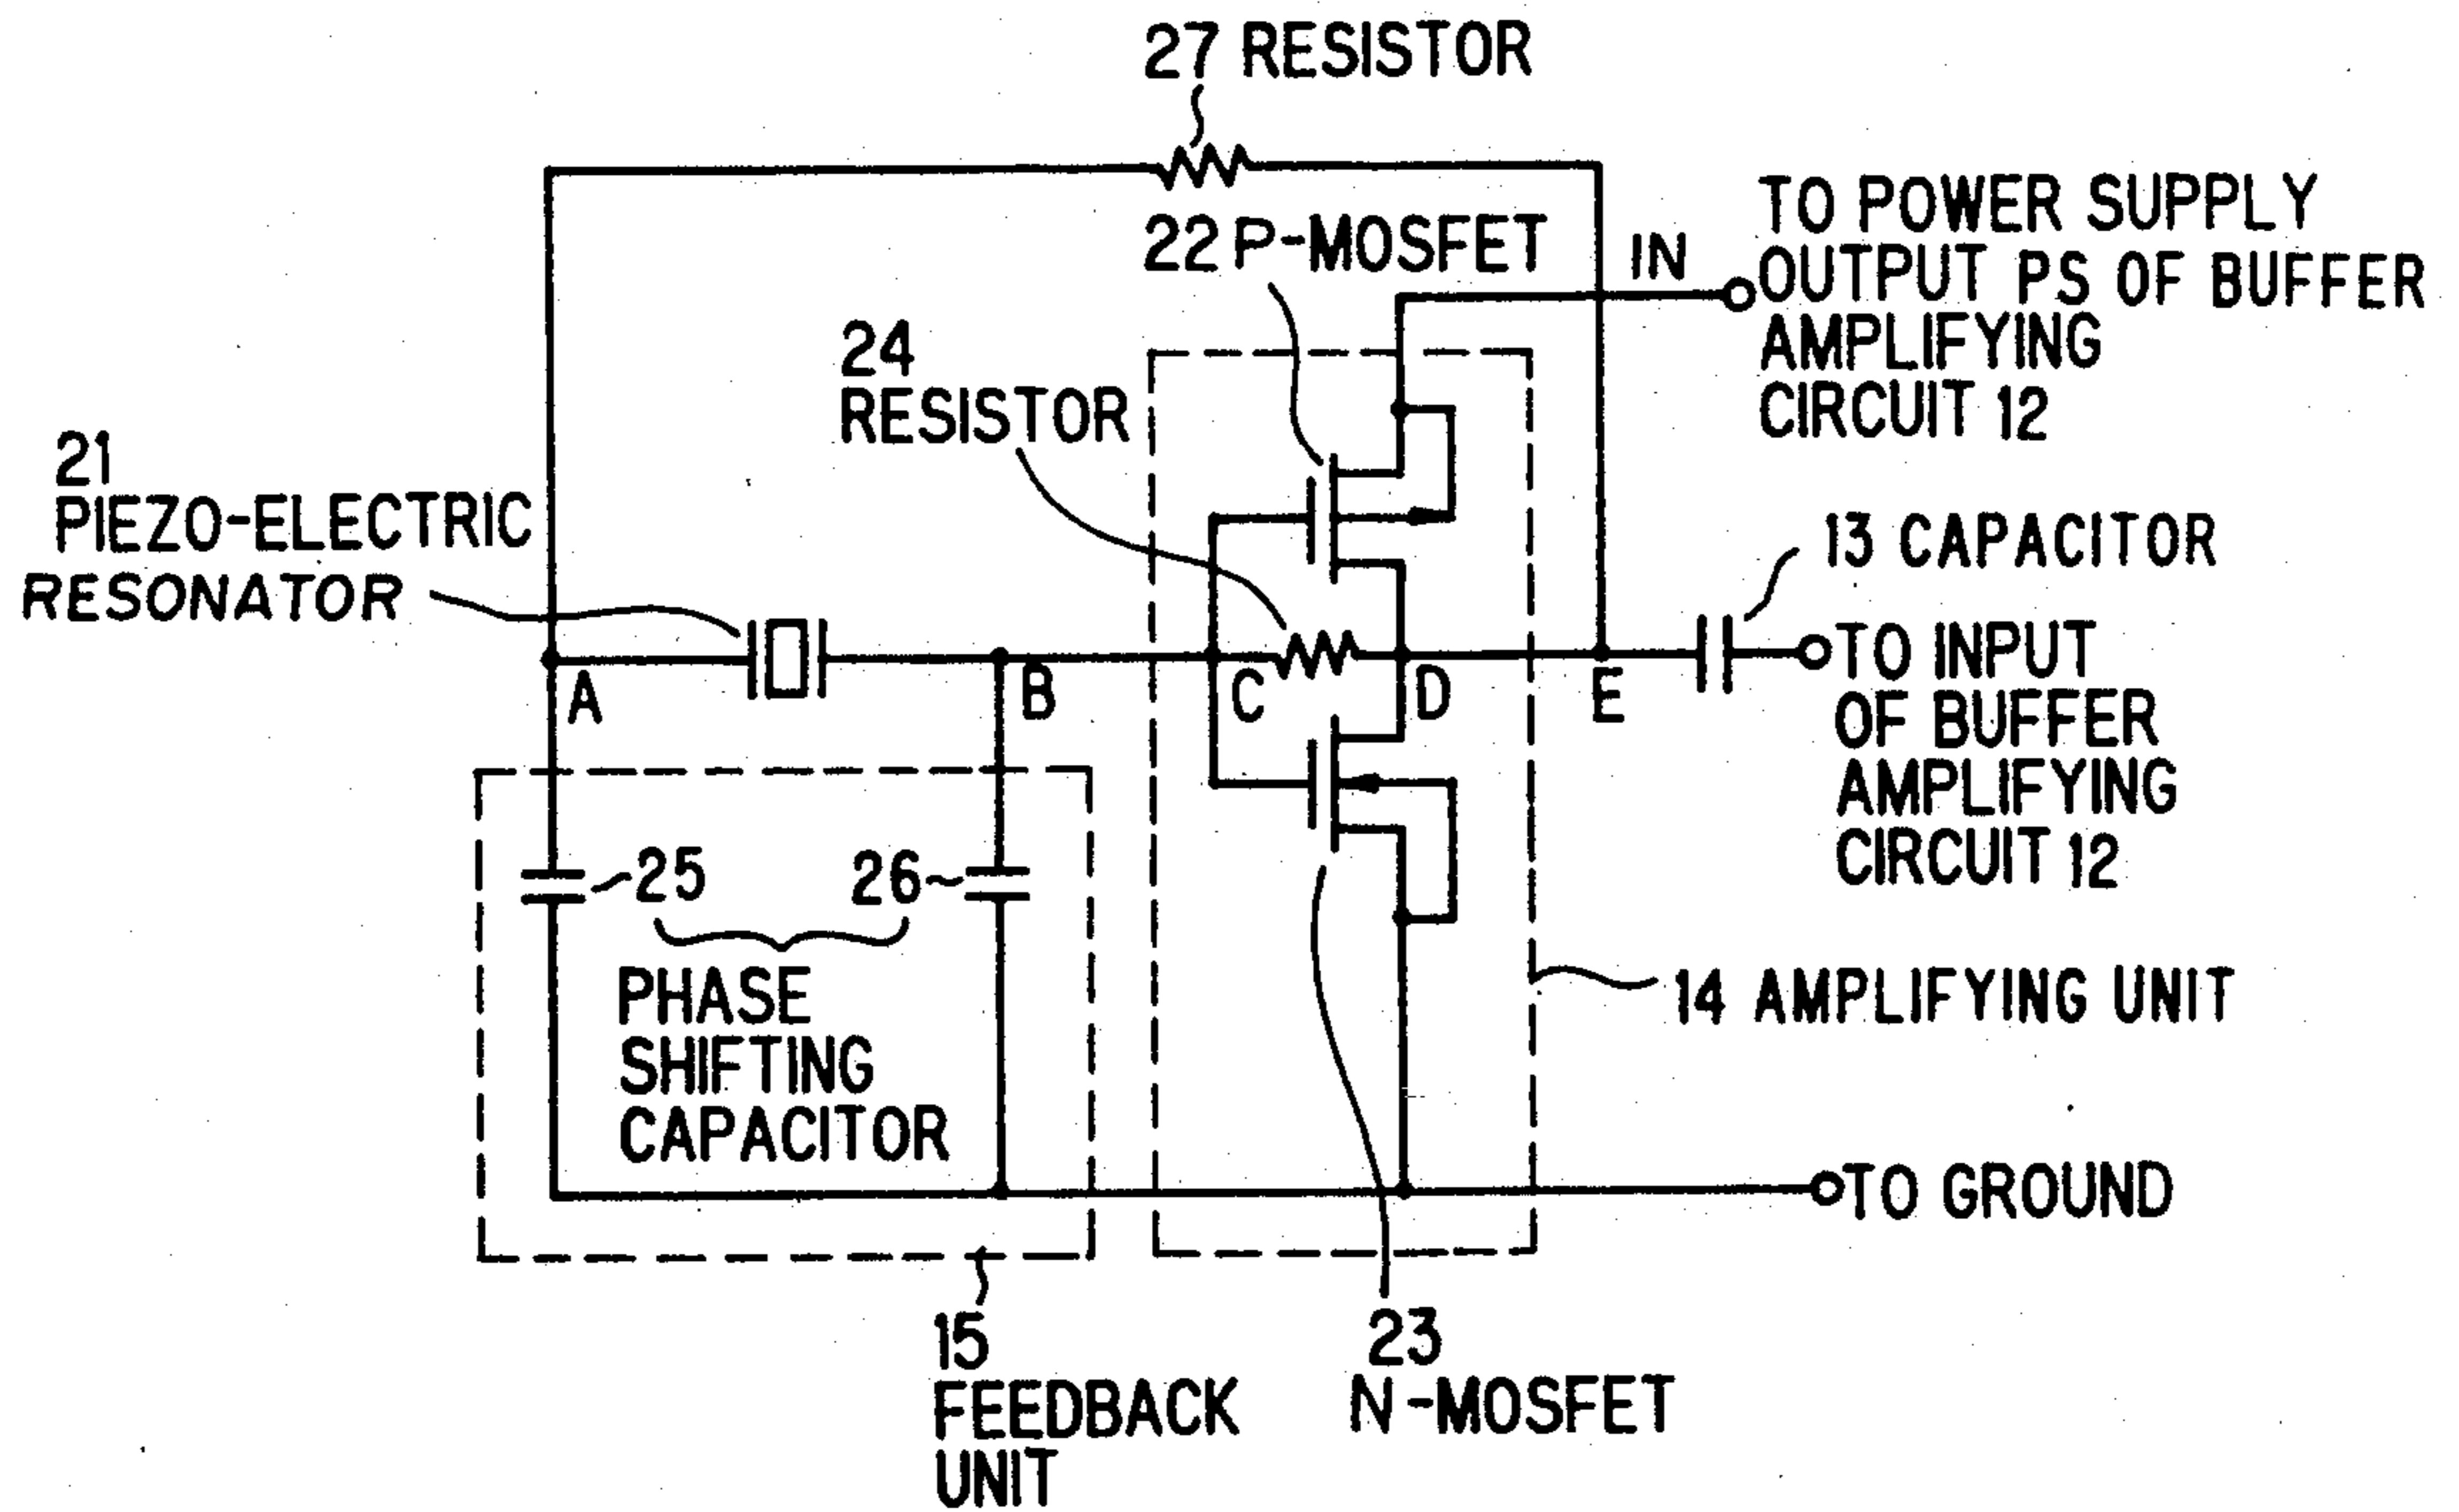 27 RESISTOR
22 P-MOSFET
IN
TO POWER SUPPLY
OUTPUT PS OF BUFFER
AMPLIFYING
CIRCUIT 12
24
RESISTOR
21
PIEZO-ELECTRIC
RESONATOR
13 CAPACITOR
A
B
C
D
E
TO INPUT
OF BUFFER
AMPLIFYING
CIRCUIT 12
25
26
PHASE
SHIFTING
CAPACITOR
14 AMPLIFYING UNIT
TO GROUND
15
FEEDBACK
UNIT
23
N-MOSFET